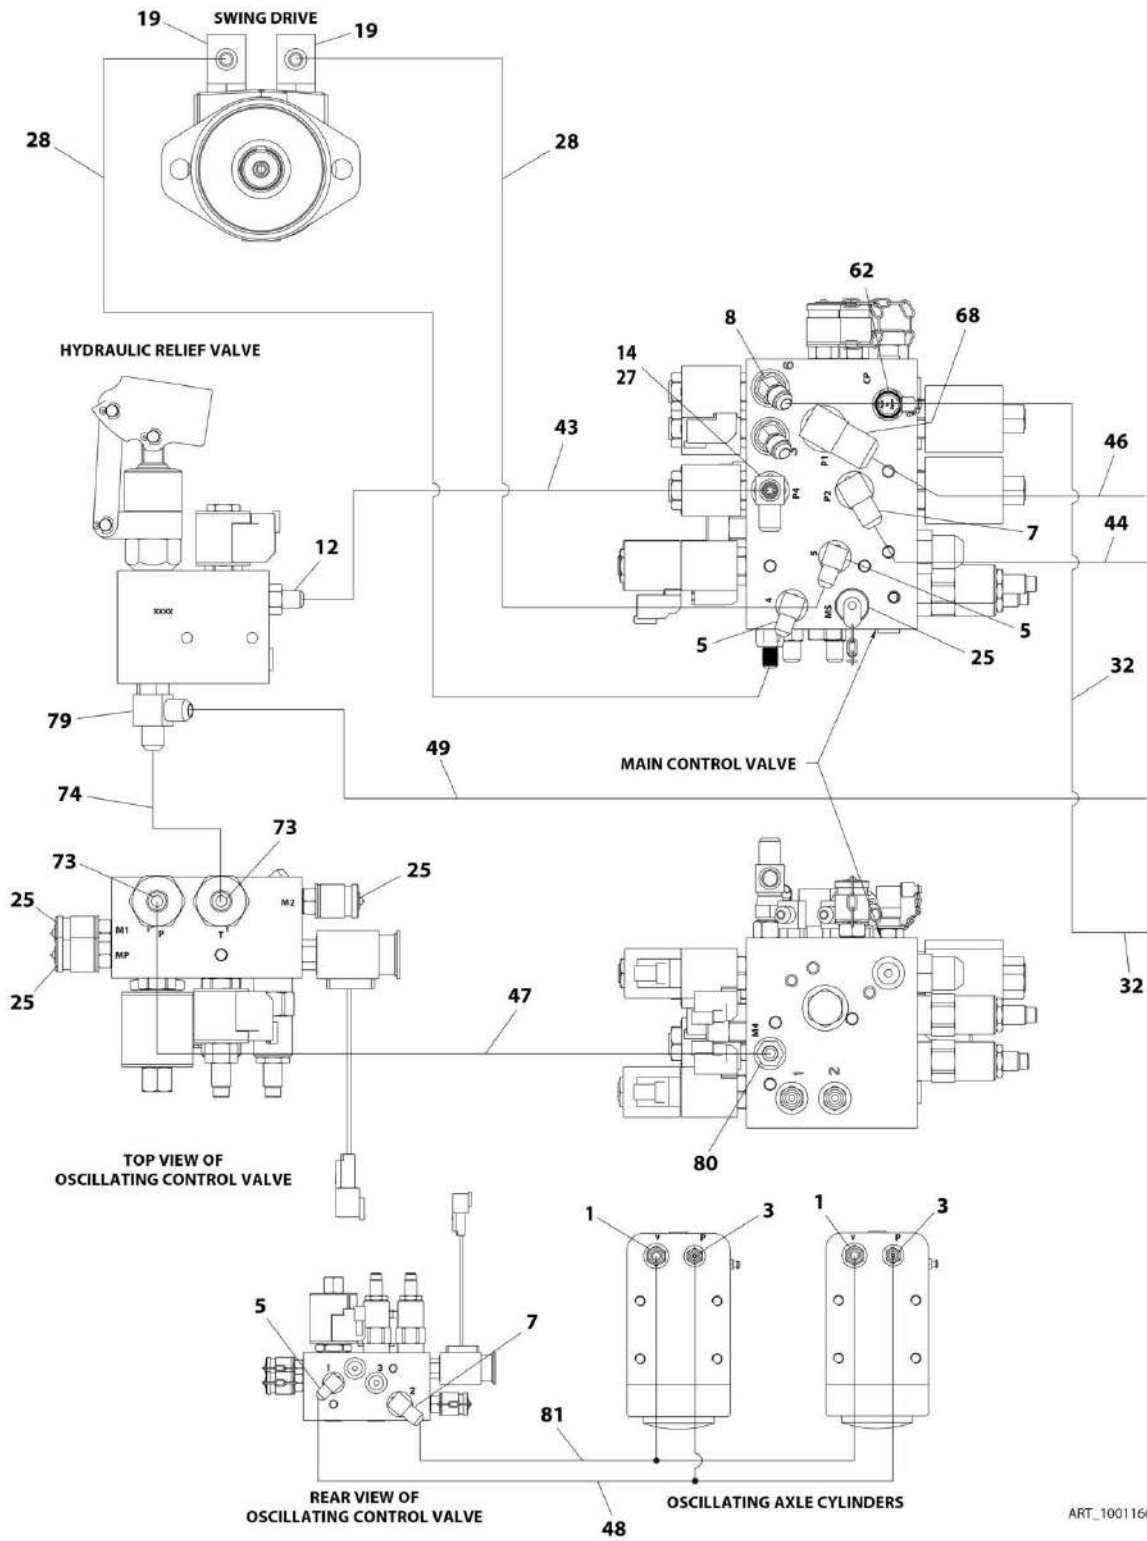 19
SWING DRIVE
19
28
28
62
8
68
HYDRAULIC RELIEF VALVE
14
27
6
43
46
P1
P4
P2
12
7
44
5
XXXX
4
MS
5
5
25
32
79
49
MAIN CONTROL VALVE
74
73
73
25
M2
25
M1
P
T
MP
25
47
32
M4
1
2
80
TOP VIEW OF
OSCILLATING CONTROL VALVE
1
3
1
3
V
P
V
P
5
7
1
3
2
81
REAR VIEW OF
OSCILLATING CONTROL VALVE
OSCILLATING AXLE CYLINDERS
48